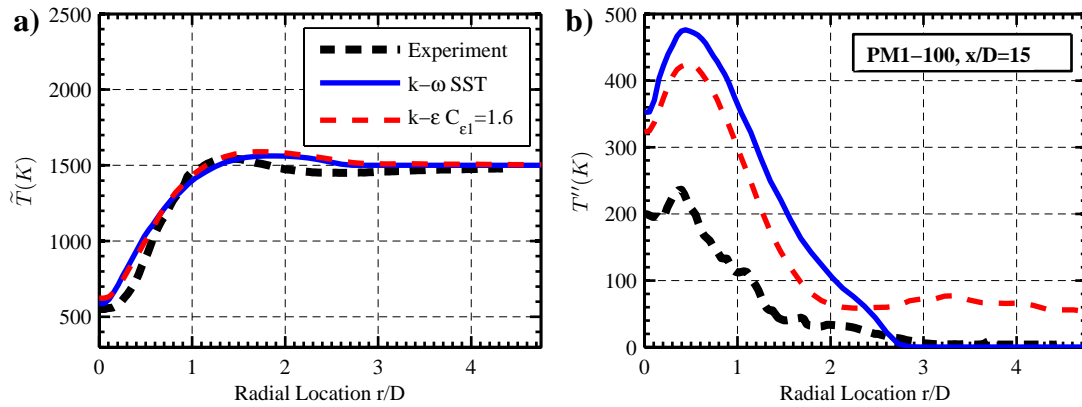 a)
2500
2000
1500
1000
500
0
1
2
3
4
T̃(K)
Radial Location r/D
Experiment
k−ω SST
k−ε Cε1=1.6
b)
500
400
300
200
100
0
0
1
2
3
4
T′′(K)
Radial Location r/D
PM1−100, x/D=15